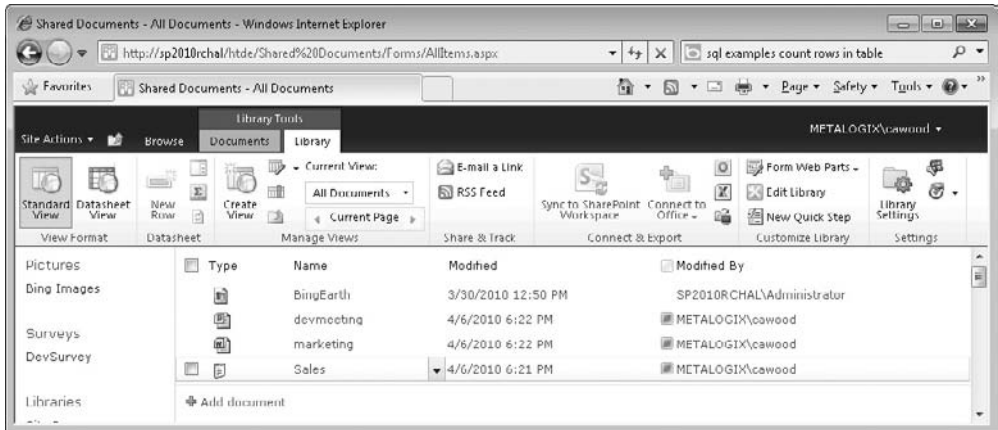 Shared Documents - All Documents - Windows Internet Explorer
http://sp2010rchal/htde/Shared%20Documents/Forms/AllItems.aspx
sql examples count rows in table
Favorites
Shared Documents - All Documents
Page
Safety
Tools
Library Tools
METALOGIX\cawood
Site Actions
Browse
Documents
Library
Standard View
Datasheet View
New Row
Create View
Current View:
All Documents
Current Page
E-mail a Link
RSS Feed
Sync to SharePoint Workspace
Connect to Office
Form Web Parts
Edit Library
New Quick Step
Library Settings
View Format
Datasheet
Manage Views
Share & Track
Connect & Export
Customize Library
Settings
Pictures
Bing Images
Surveys
DevSurvey
Libraries
Type Name Modified Modified By
BingEarth 3/30/2010 12:50 PM SP2010RCHAL\Administrator
devmeeting 4/6/2010 6:22 PM METALOGIX\cawood
marketing 4/6/2010 6:22 PM METALOGIX\cawood
Sales 4/6/2010 6:21 PM METALOGIX\cawood
Add document